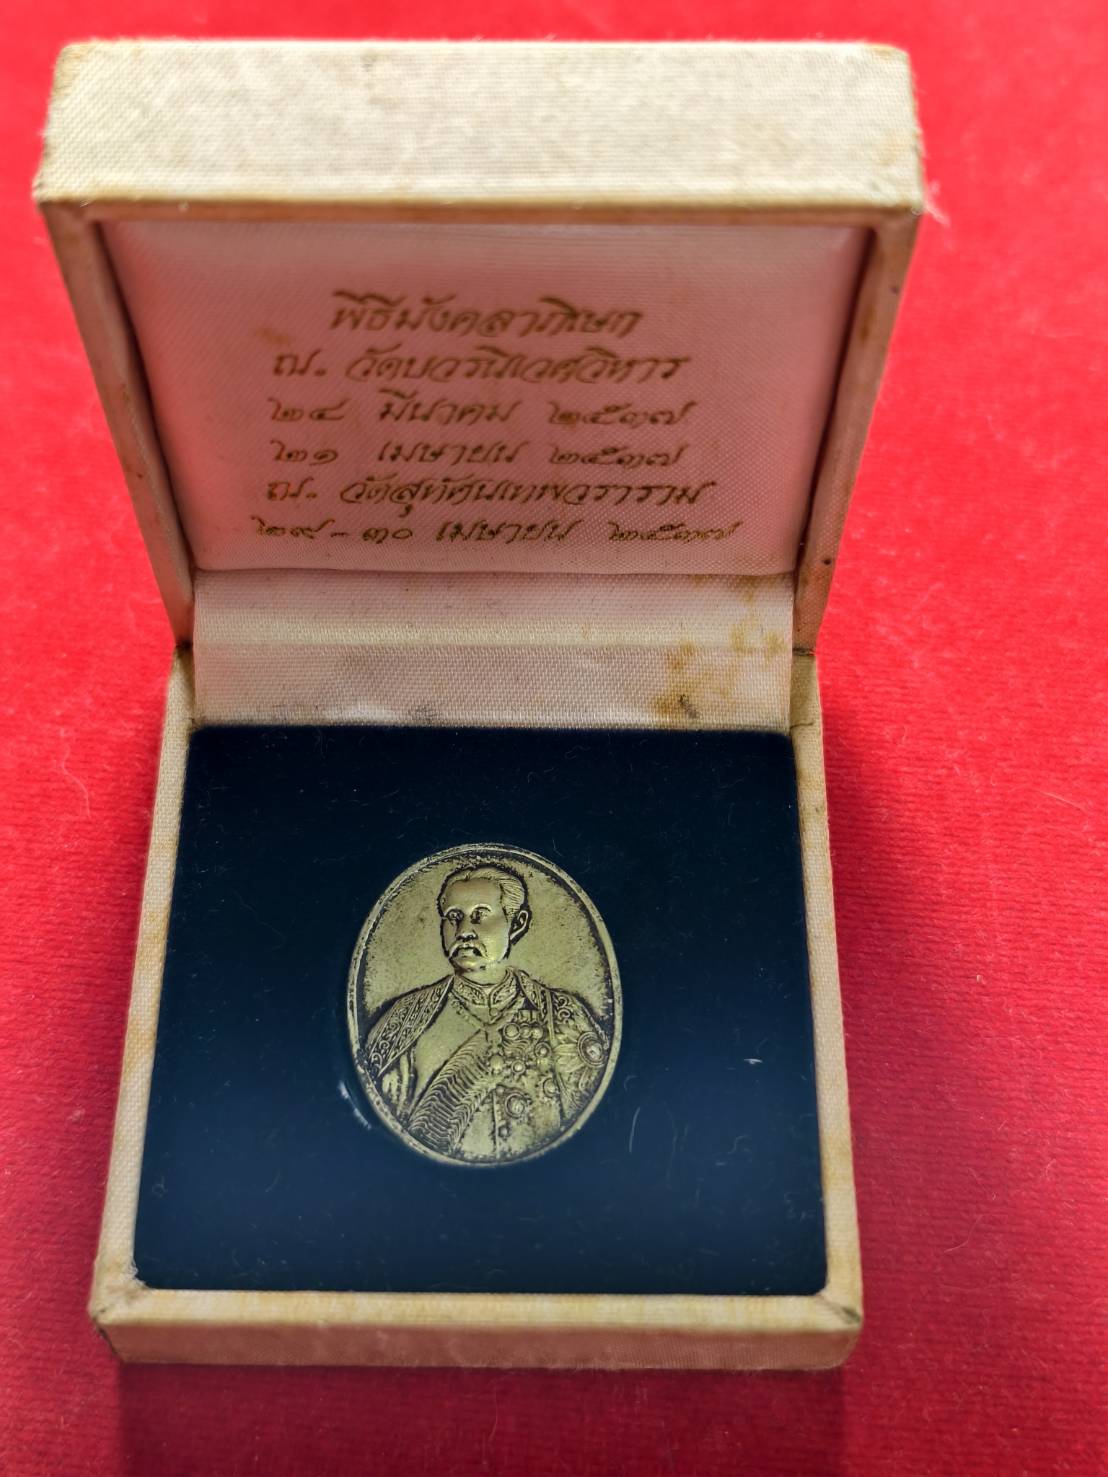 พิธีมังคลาภิเษก
ณ. วัดบวรนิเวศวิหาร
๒๔ มีนาคม ๒๕๓๗
๒๑ เมษายน ๒๕๓๗
ณ. วัดสุทัศนเทพวราราม
๒๙-๓๐ เมษายน ๒๕๓๗